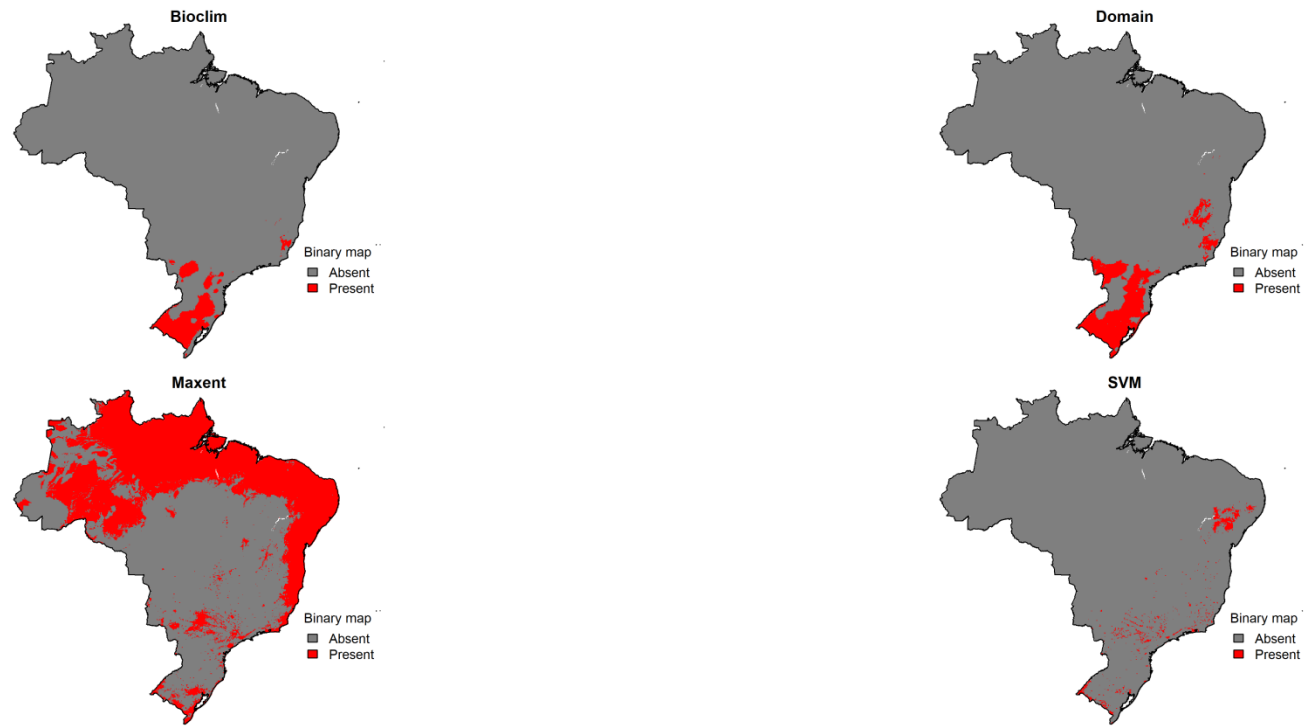 Bioclim
Binary map
Absent
Present
Domain
Binary map
Absent
Present
Maxent
Binary map
Absent
Present
SVM
Binary map
Absent
Present